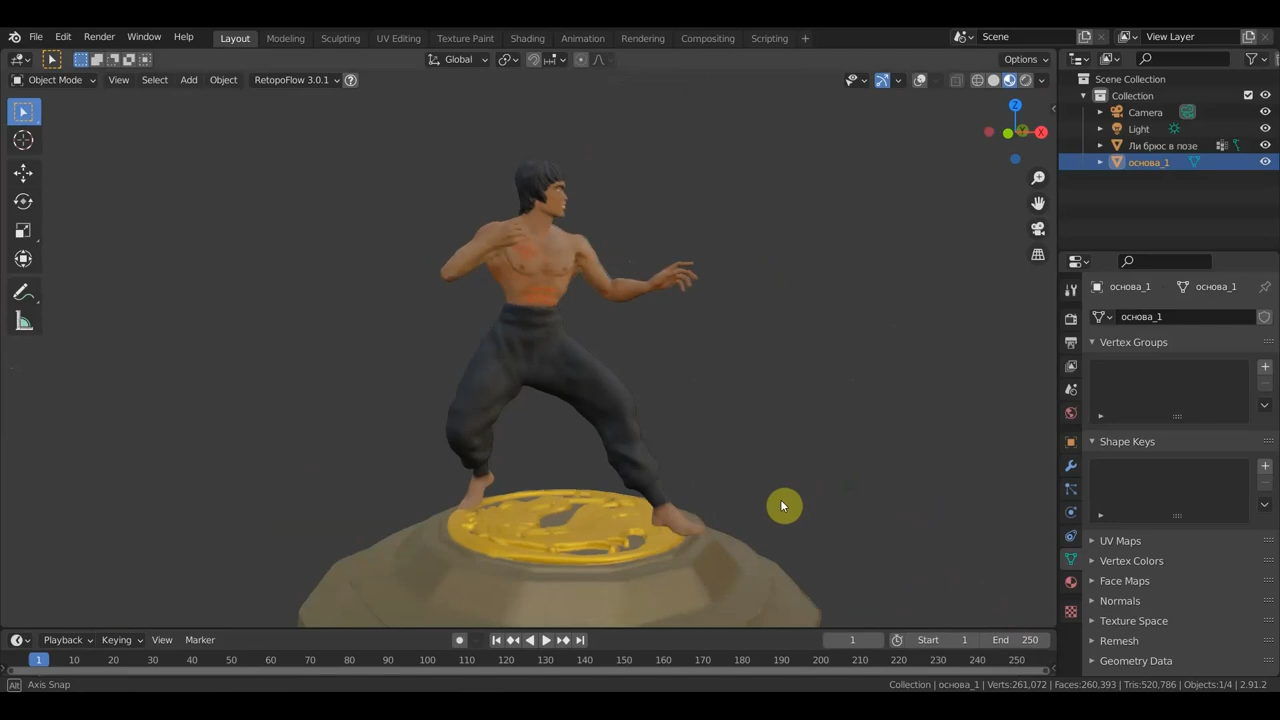 File Edit Render Window Help Layout Modeling Sculpting UV Editing Texture Paint Shading Animation Rendering Compositing Scripting + Scene View Layer
Global Options
Object Mode View Select Add Object RetopoFlow 3.0.1
Scene Collection
Collection
Camera
Light
Ли брюс в позе
основа_1
Z
Y
X
основа_1 основа_1
основа_1
Vertex Groups
Shape Keys
UV Maps
Vertex Colors
Face Maps
Normals
Texture Space
Remesh
Geometry Data
Playback Keying View Marker 1 Start 1 End 250
1 10 20 30 40 50 60 70 80 90 100 110 120 130 140 150 160 170 180 190 200 210 220 230 240 250
Alt Axis Snap Collection | основа_1 | Verts:261,072 | Faces:260,393 | Tris:520,786 | Objects:1/4 | 2.91.2